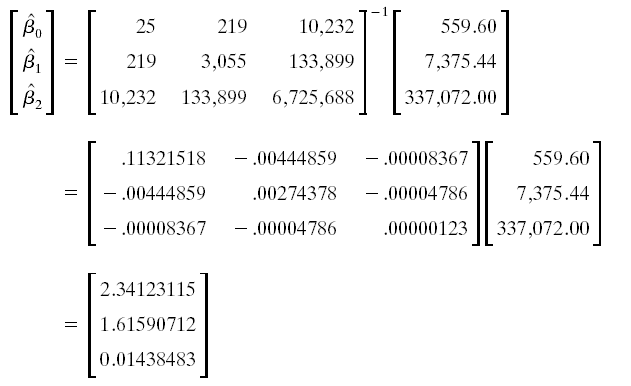 β̂₀ 25 219 10,232 −1 559.60
β̂₁ = 219 3,055 133,899 7,375.44
β̂₂ 10,232 133,899 6,725,688 337,072.00
.11321518 −.00444859 −.00008367 559.60
= −.00444859 .00274378 −.00004786 7,375.44
−.00008367 −.00004786 .00000123 337,072.00
2.34123115
= 1.61590712
0.01438483